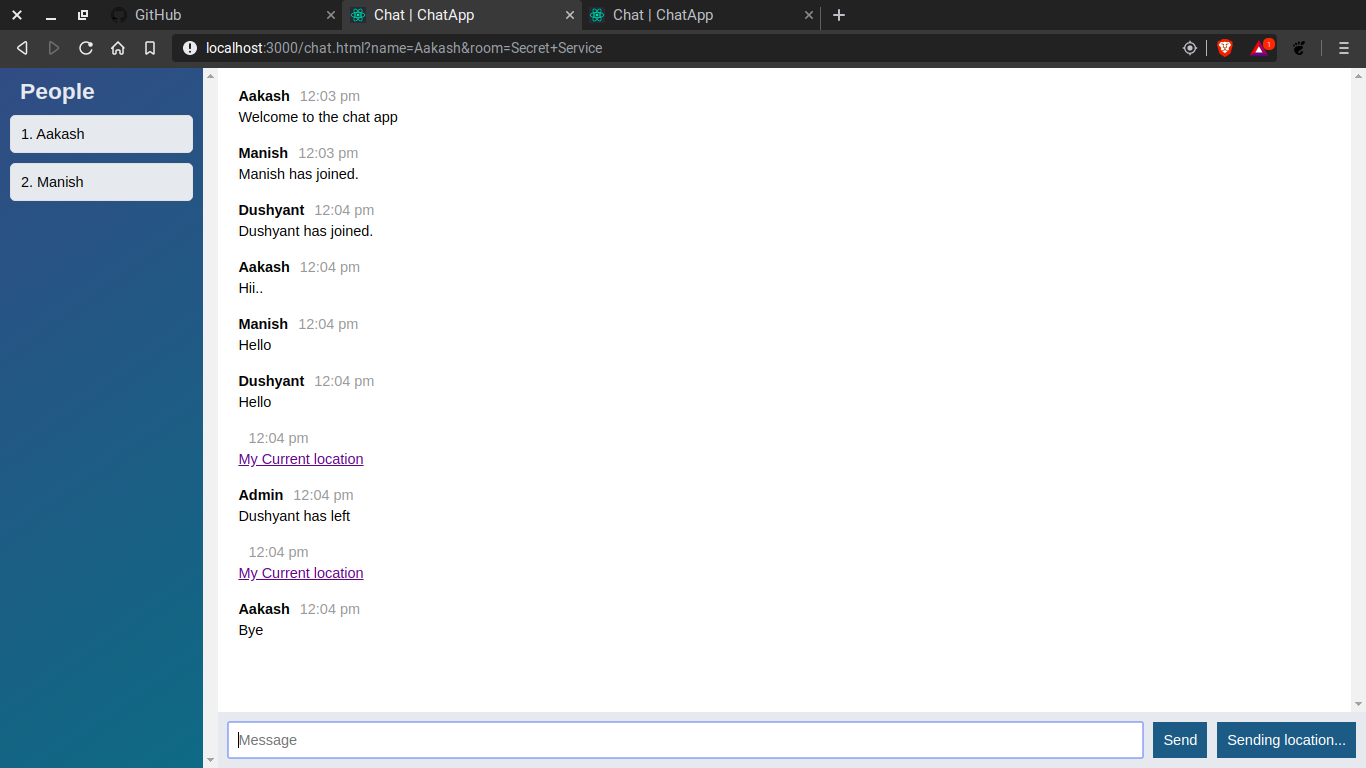 GitHub
Chat | ChatApp
Chat | ChatApp
localhost:3000/chat.html?name=Aakash&room=Secret+Service
1
People
1. Aakash
2. Manish
Aakash 12:03 pm
Welcome to the chat app
Manish 12:03 pm
Manish has joined.
Dushyant 12:04 pm
Dushyant has joined.
Aakash 12:04 pm
Hii..
Manish 12:04 pm
Hello
Dushyant 12:04 pm
Hello
12:04 pm
My Current location
Admin 12:04 pm
Dushyant has left
12:04 pm
My Current location
Aakash 12:04 pm
Bye
Message
Send
Sending location...